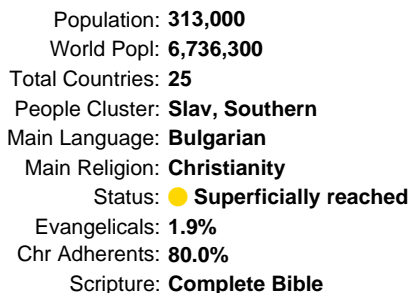 Population: 313,000
World Popl: 6,736,300
Total Countries: 25
People Cluster: Slav, Southern
Main Language: Bulgarian
Main Religion: Christianity
Status: Superficially reached
Evangelicals: 1.9%
Chr Adherents: 80.0%
Scripture: Complete Bible